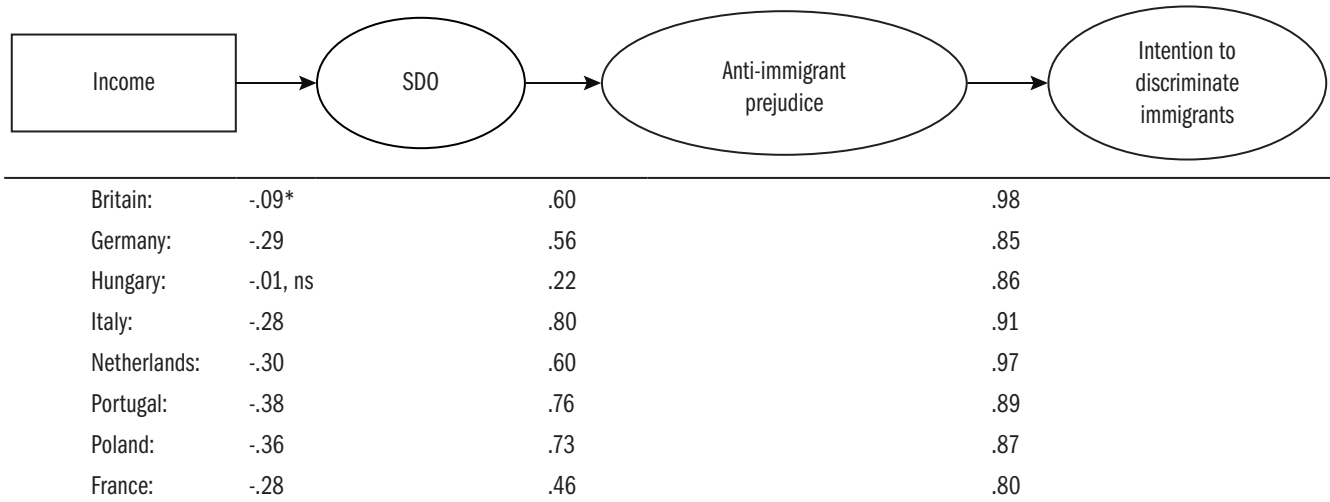 Income
SDO
Anti-immigrant
prejudice
Intention to
discriminate
immigrants
Britain: -.09* .60 .98
Germany: -.29 .56 .85
Hungary: -.01, ns .22 .86
Italy: -.28 .80 .91
Netherlands: -.30 .60 .97
Portugal: -.38 .76 .89
Poland: -.36 .73 .87
France: -.28 .46 .80